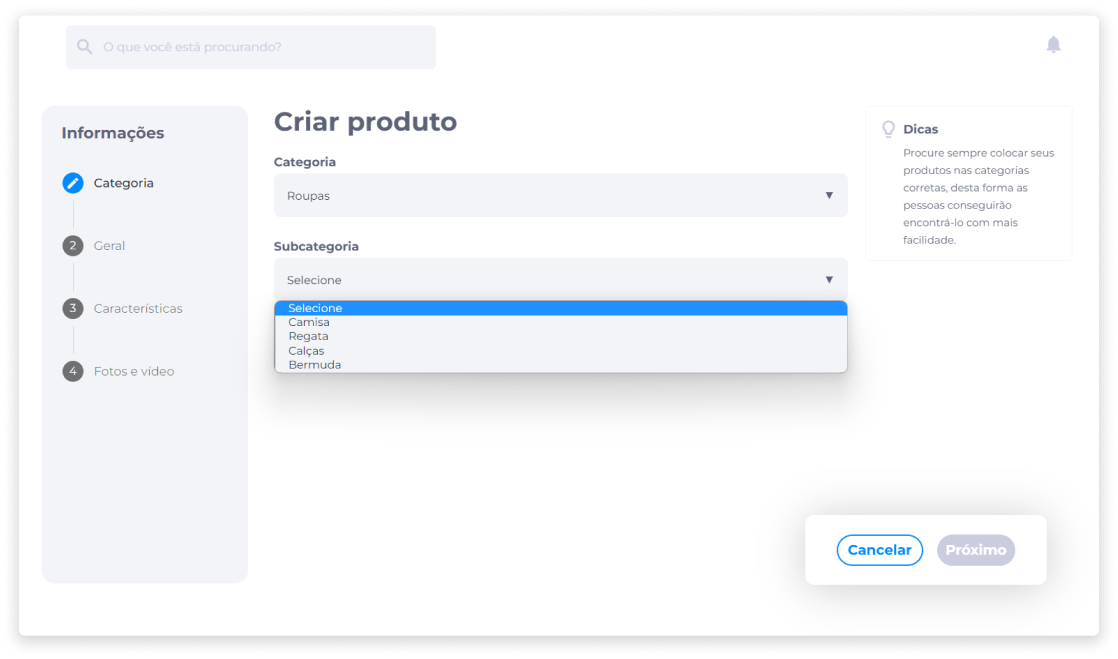 O que você está procurando?
Informações
Categoria
2 Geral
3 Características
4 Fotos e video
Criar produto
Categoria
Roupas
Subcategoria
Selecione
Selecione
Camisa
Regata
Calças
Bermuda
Dicas
Procure sempre colocar seus
produtos nas categorias
corretas, desta forma as
pessoas conseguirão
encontrá-lo com mais
facilidade.
Cancelar
Próximo